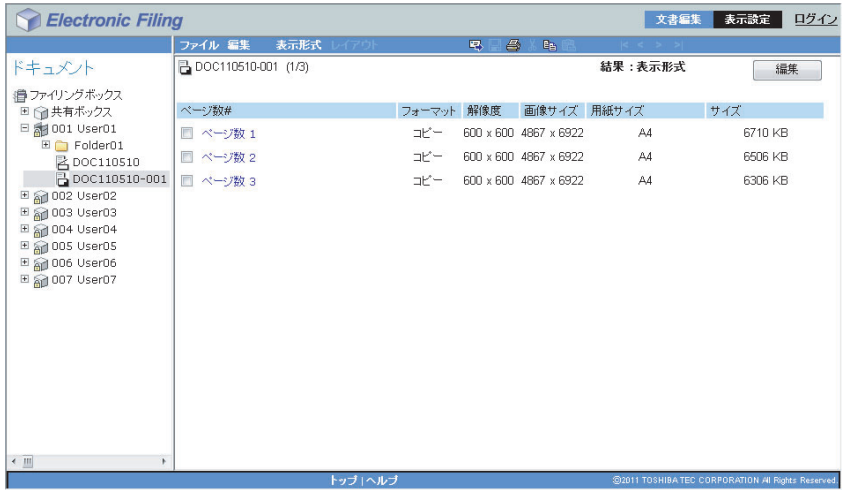 Electronic Filing
文書編集 表示設定 ログイン
ファイル 編集 表示形式 レイアウト |< < > >|
ドキュメント
DOC110510-001 (1/3) 結果:表示形式 編集
ファイリングボックス
共有ボックス
001 User01
Folder01
DOC110510
DOC110510-001
002 User02
003 User03
004 User04
005 User05
006 User06
007 User07
ページ数# フォーマット 解像度 画像サイズ 用紙サイズ サイズ
ページ数 1 コピー 600 x 600 4867 x 6922 A4 6710 KB
ページ数 2 コピー 600 x 600 4867 x 6922 A4 6506 KB
ページ数 3 コピー 600 x 600 4867 x 6922 A4 6306 KB
トップ | ヘルプ ©2011 TOSHIBA TEC CORPORATION All Rights Reserved.